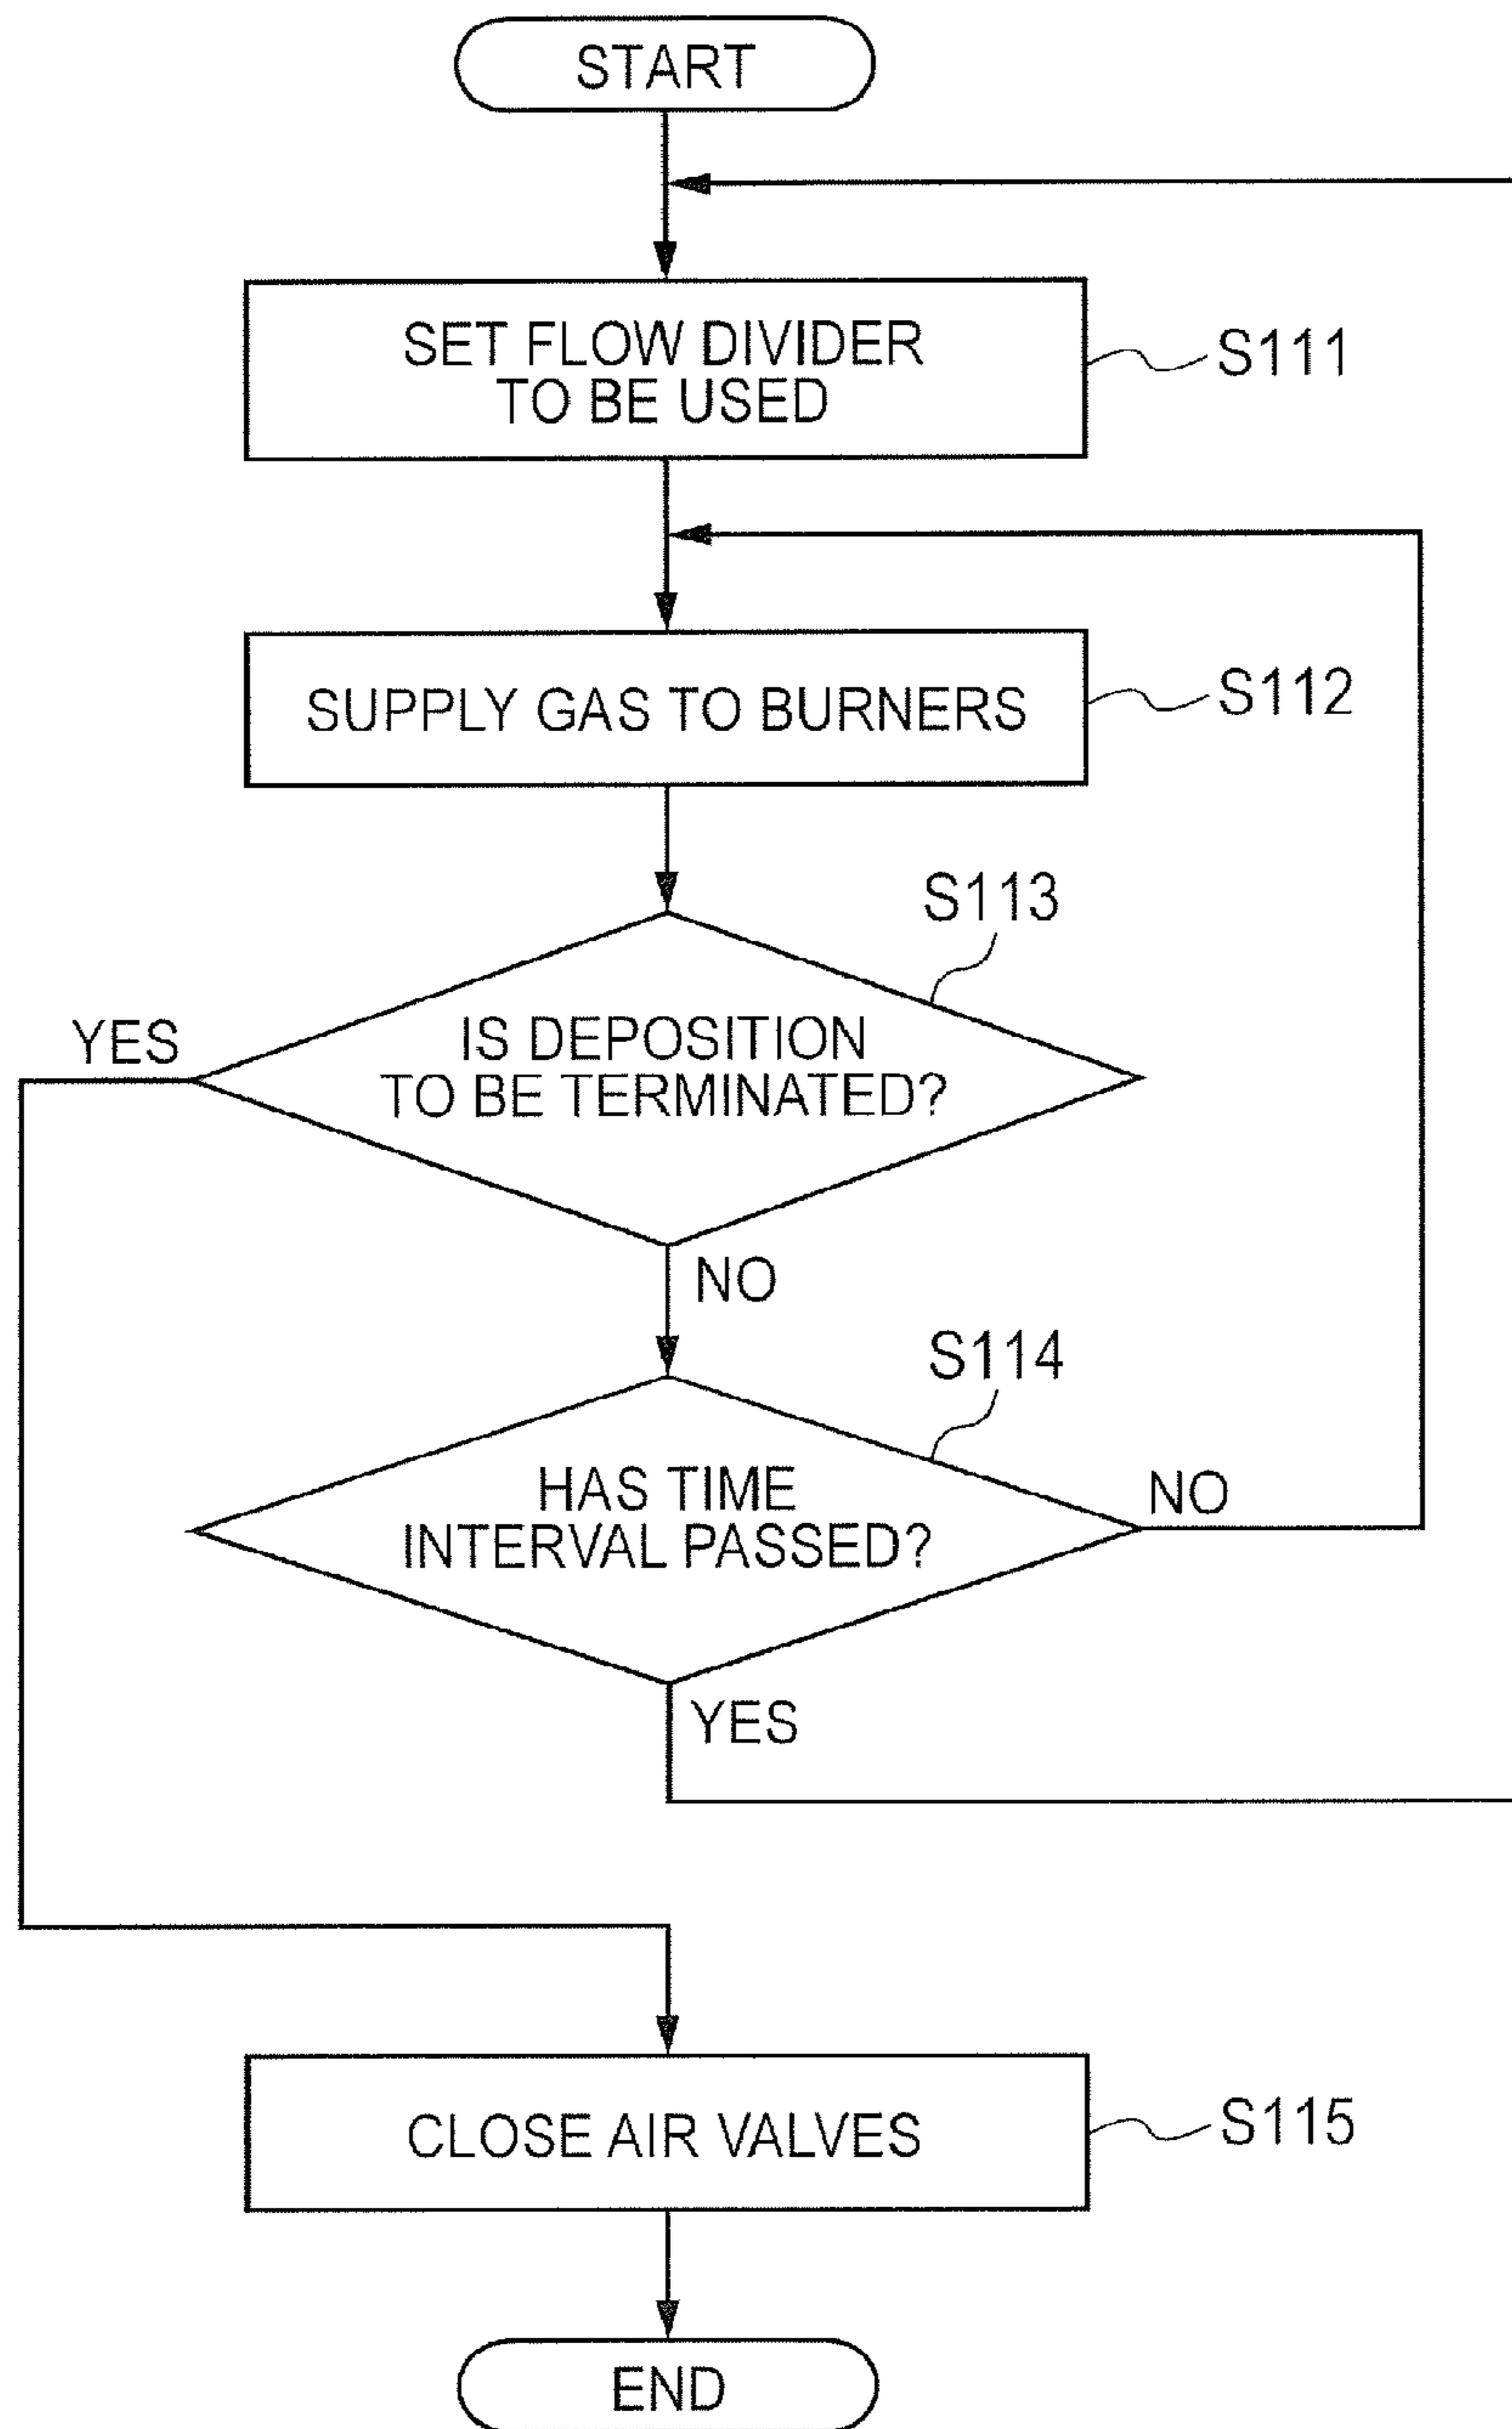 START
SET FLOW DIVIDER
TO BE USED
S111
SUPPLY GAS TO BURNERS
S112
S113
YES
IS DEPOSITION
TO BE TERMINATED?
NO
S114
HAS TIME
INTERVAL PASSED?
NO
YES
CLOSE AIR VALVES
S115
END